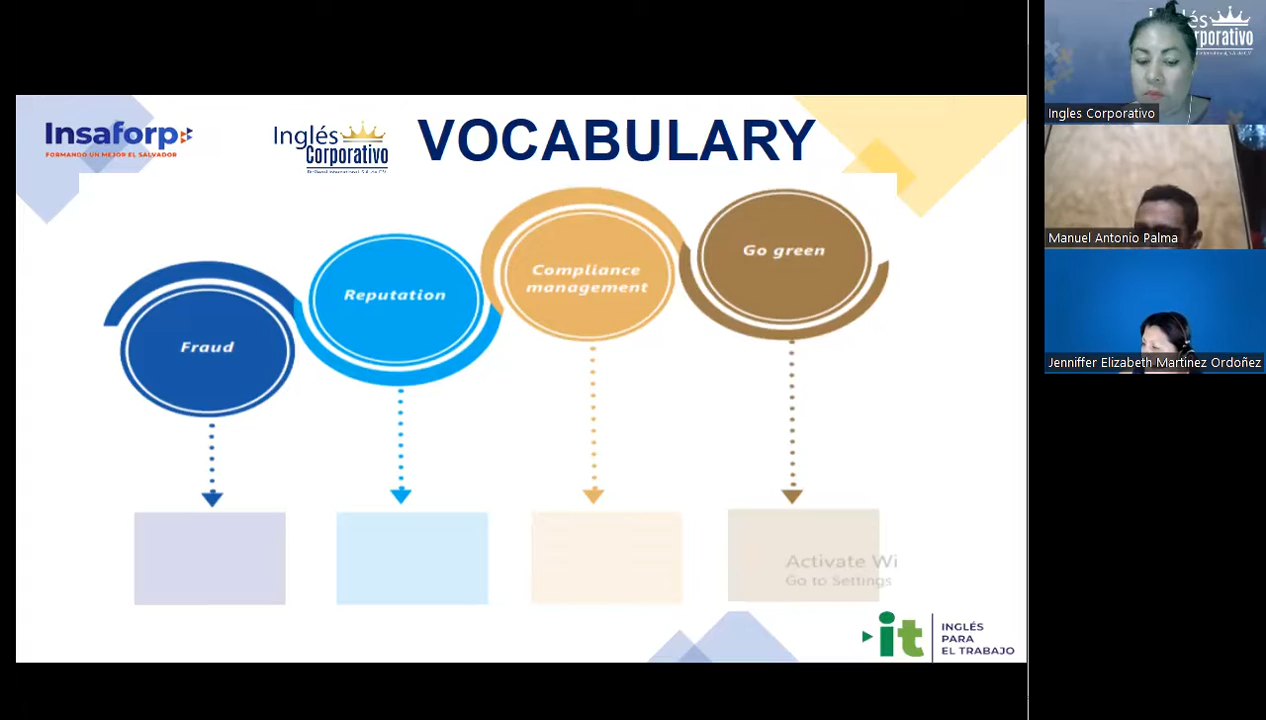 Insaforp
FORMANDO UN MEJOR EL SALVADOR
Inglés
Corporativo
VOCABULARY
Fraud
Reputation
Compliance
management
Go green
Activate Wi
Go to Settings
it
INGLÉS
PARA
EL TRABAJO
Ingles Corporativo
Manuel Antonio Palma
Jenniffer Elizabeth Martinez Ordoñez